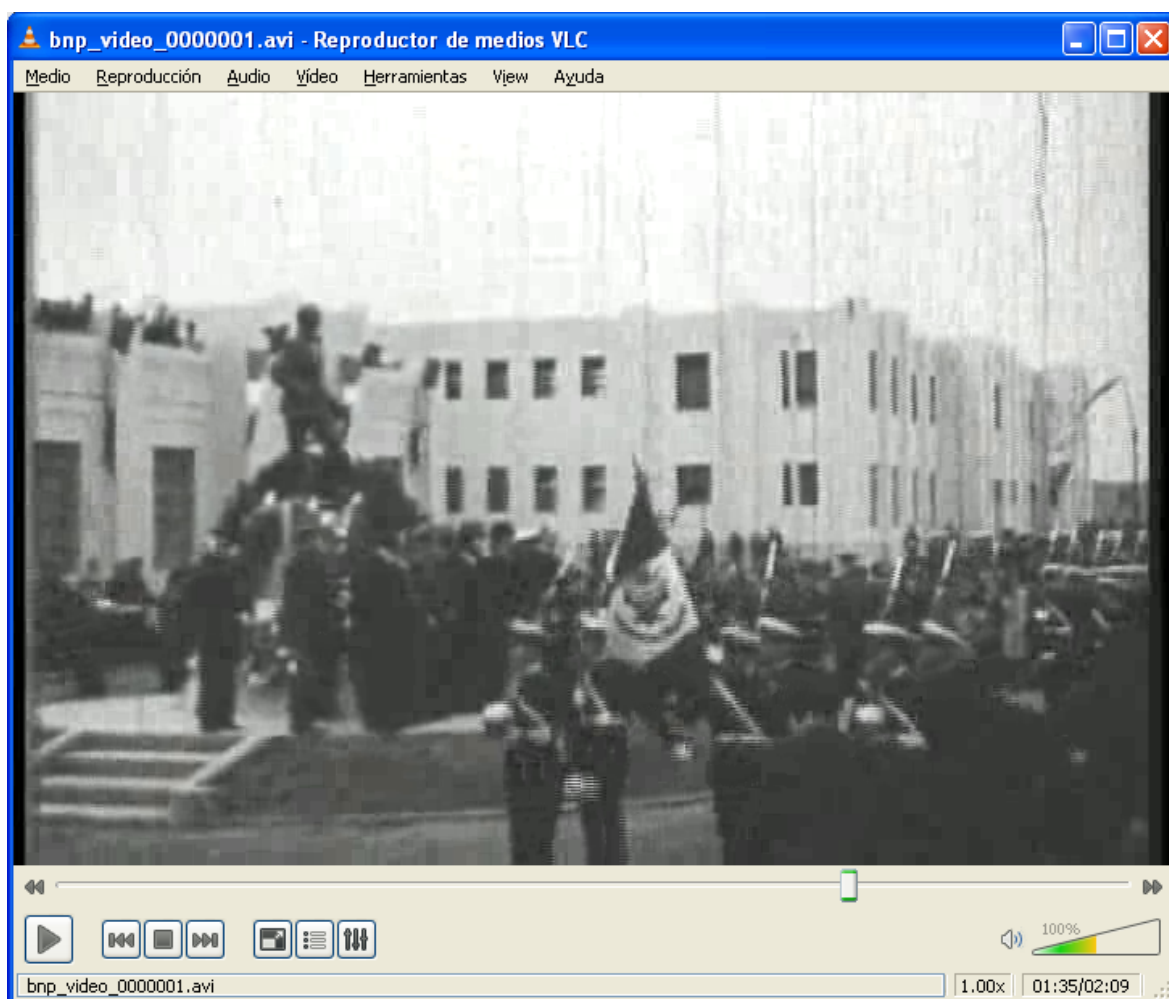 bnp_video_0000001.avi - Reproductor de medios VLC
Medio Reproducción Audio Vídeo Herramientas View Ayuda
100%
bnp_video_0000001.avi 1.00x 01:35/02:09